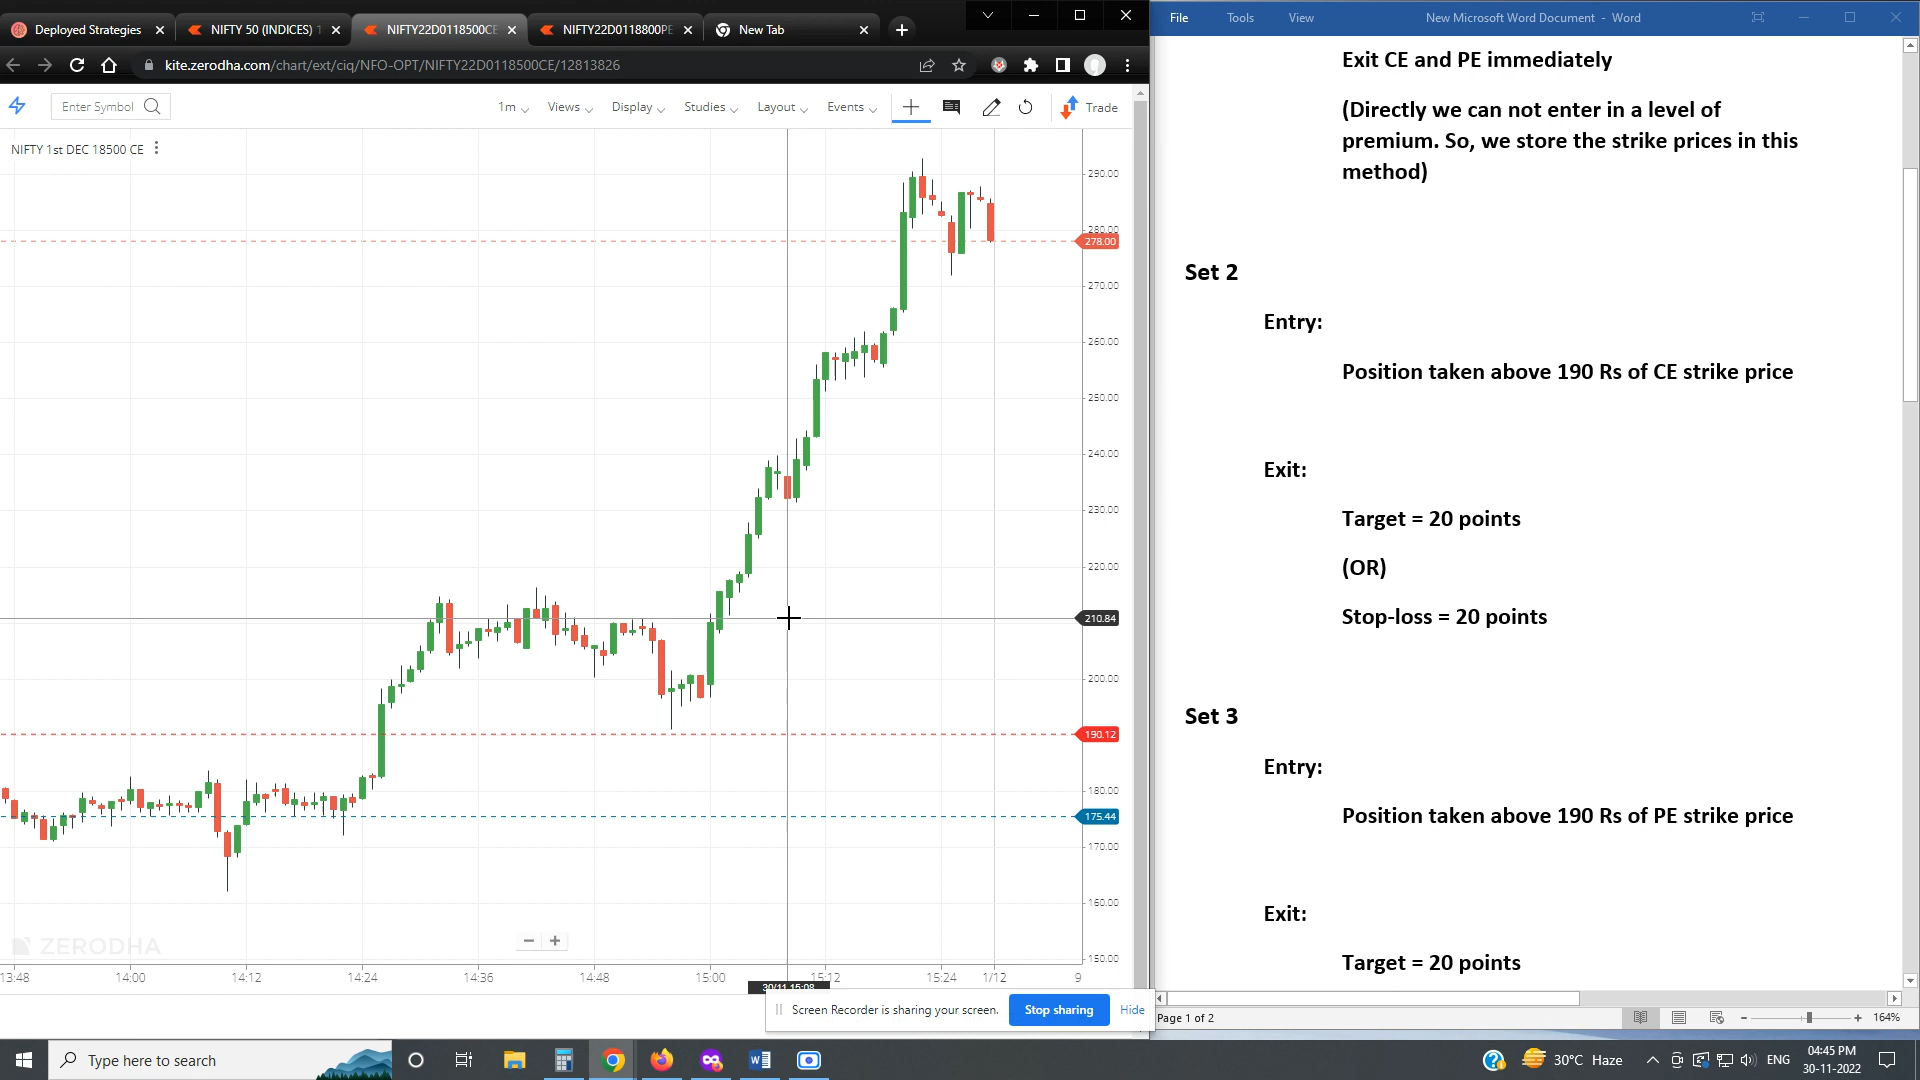 Deployed Strategies
NIFTY 50 (INDICES) 1
NIFTY22D0118500CE
NIFTY22D0118800PE
New Tab
kite.zerodha.com/chart/ext/ciq/NFO-OPT/NIFTY22D0118500CE/12813826
Enter Symbol
1m
Views
Display
Studies
Layout
Events
Trade
NIFTY 1st DEC 18500 CE
290.00
280.00
278.00
270.00
260.00
250.00
240.00
230.00
220.00
210.84
200.00
190.12
180.00
175.44
170.00
160.00
150.00
ZERODHA
13:48
14:00
14:12
14:24
14:36
14:48
15:00
15:12
15:24
1/12
9
30/11 15:08
Screen Recorder is sharing your screen.
Stop sharing
Hide
File
Tools
View
New Microsoft Word Document - Word
Exit CE and PE immediately
(Directly we can not enter in a level of
premium. So, we store the strike prices in this
method)
Set 2
Entry:
Position taken above 190 Rs of CE strike price
Exit:
Target = 20 points
(OR)
Stop-loss = 20 points
Set 3
Entry:
Position taken above 190 Rs of PE strike price
Exit:
Target = 20 points
Page 1 of 2
164%
Type here to search
30°C Haze
ENG
04:45 PM
30-11-2022